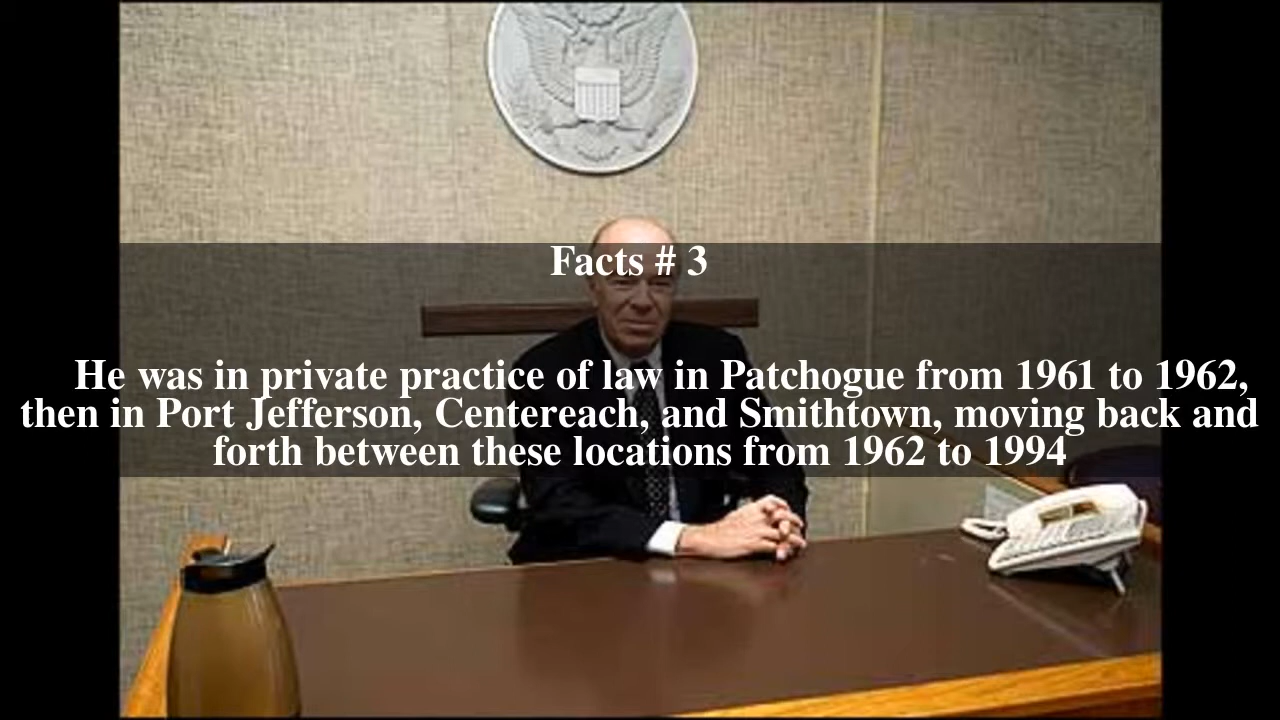 Facts # 3
He was in private practice of law in Patchogue from 1961 to 1962,
then in Port Jefferson, Centereach, and Smithtown, moving back and
forth between these locations from 1962 to 1994